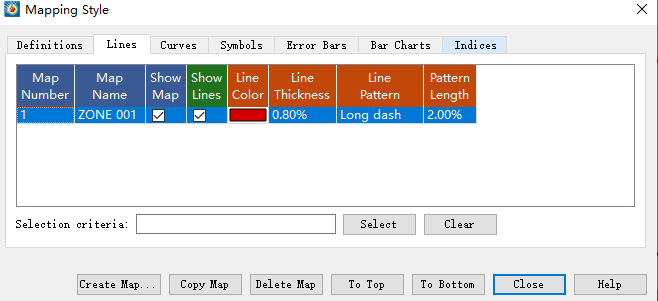 Mapping Style
Definitions Lines Curves Symbols Error Bars Bar Charts Indices
Map Number Map Name Show Map Show Lines Line Color Line Thickness Line Pattern Pattern Length
1 ZONE 001 0.80% Long dash 2.00%
Selection criteria: Select Clear
Create Map... Copy Map Delete Map To Top To Bottom Close Help